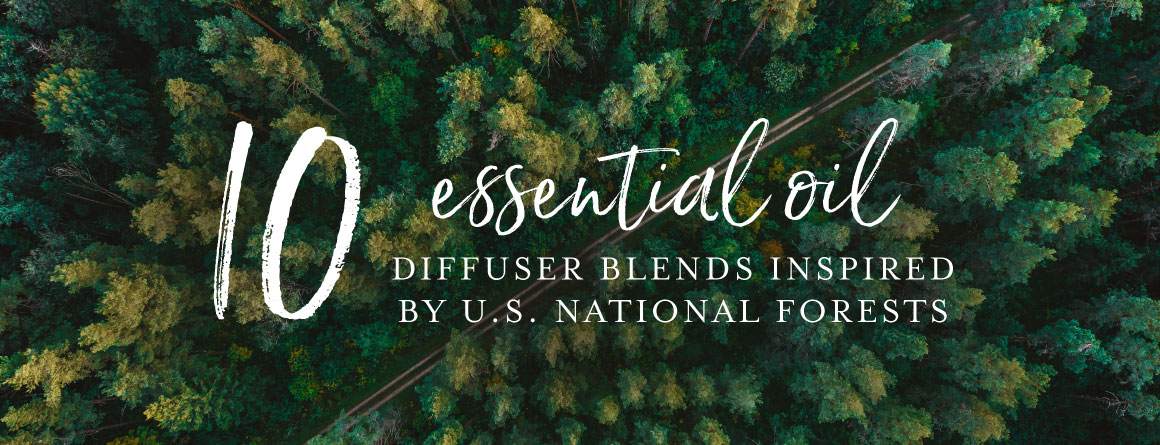 10 essential oil
DIFFUSER BLENDS INSPIRED
BY U.S. NATIONAL FORESTS